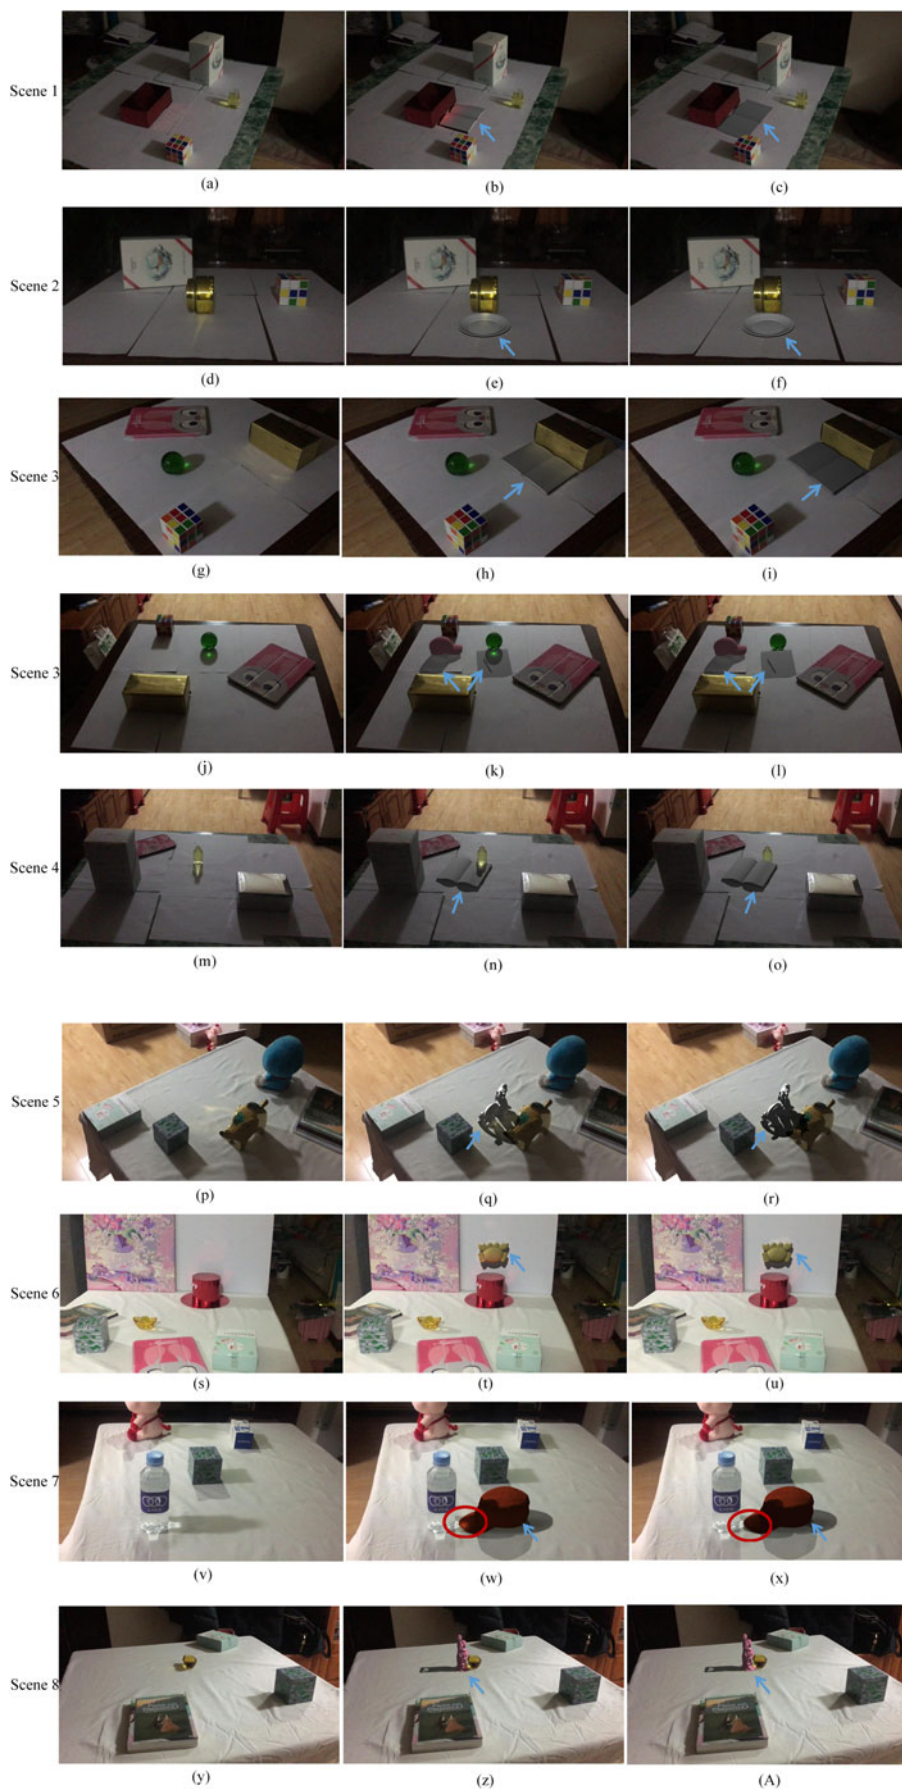 Scene 1
(a) (b) (c)
Scene 2
(d) (e) (f)
Scene 3
(g) (h) (i)
Scene 3
(j) (k) (l)
Scene 4
(m) (n) (o)
Scene 5
(p) (q) (r)
Scene 6
(s) (t) (u)
Scene 7
(v) (w) (x)
Scene 8
(y) (z) (A)